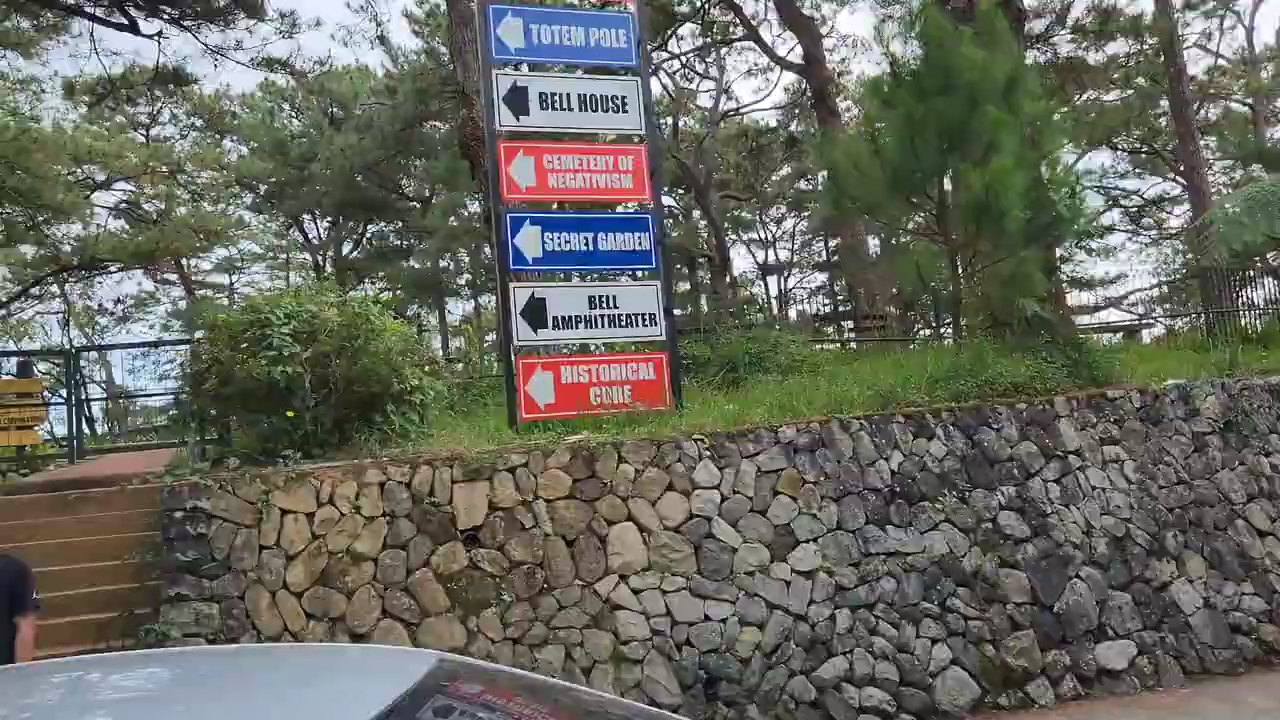 TOTEM POLE
BELL HOUSE
CEMETERY OF
NEGATIVISM
SECRET GARDEN
BELL
AMPHITHEATER
HISTORICAL
CORE